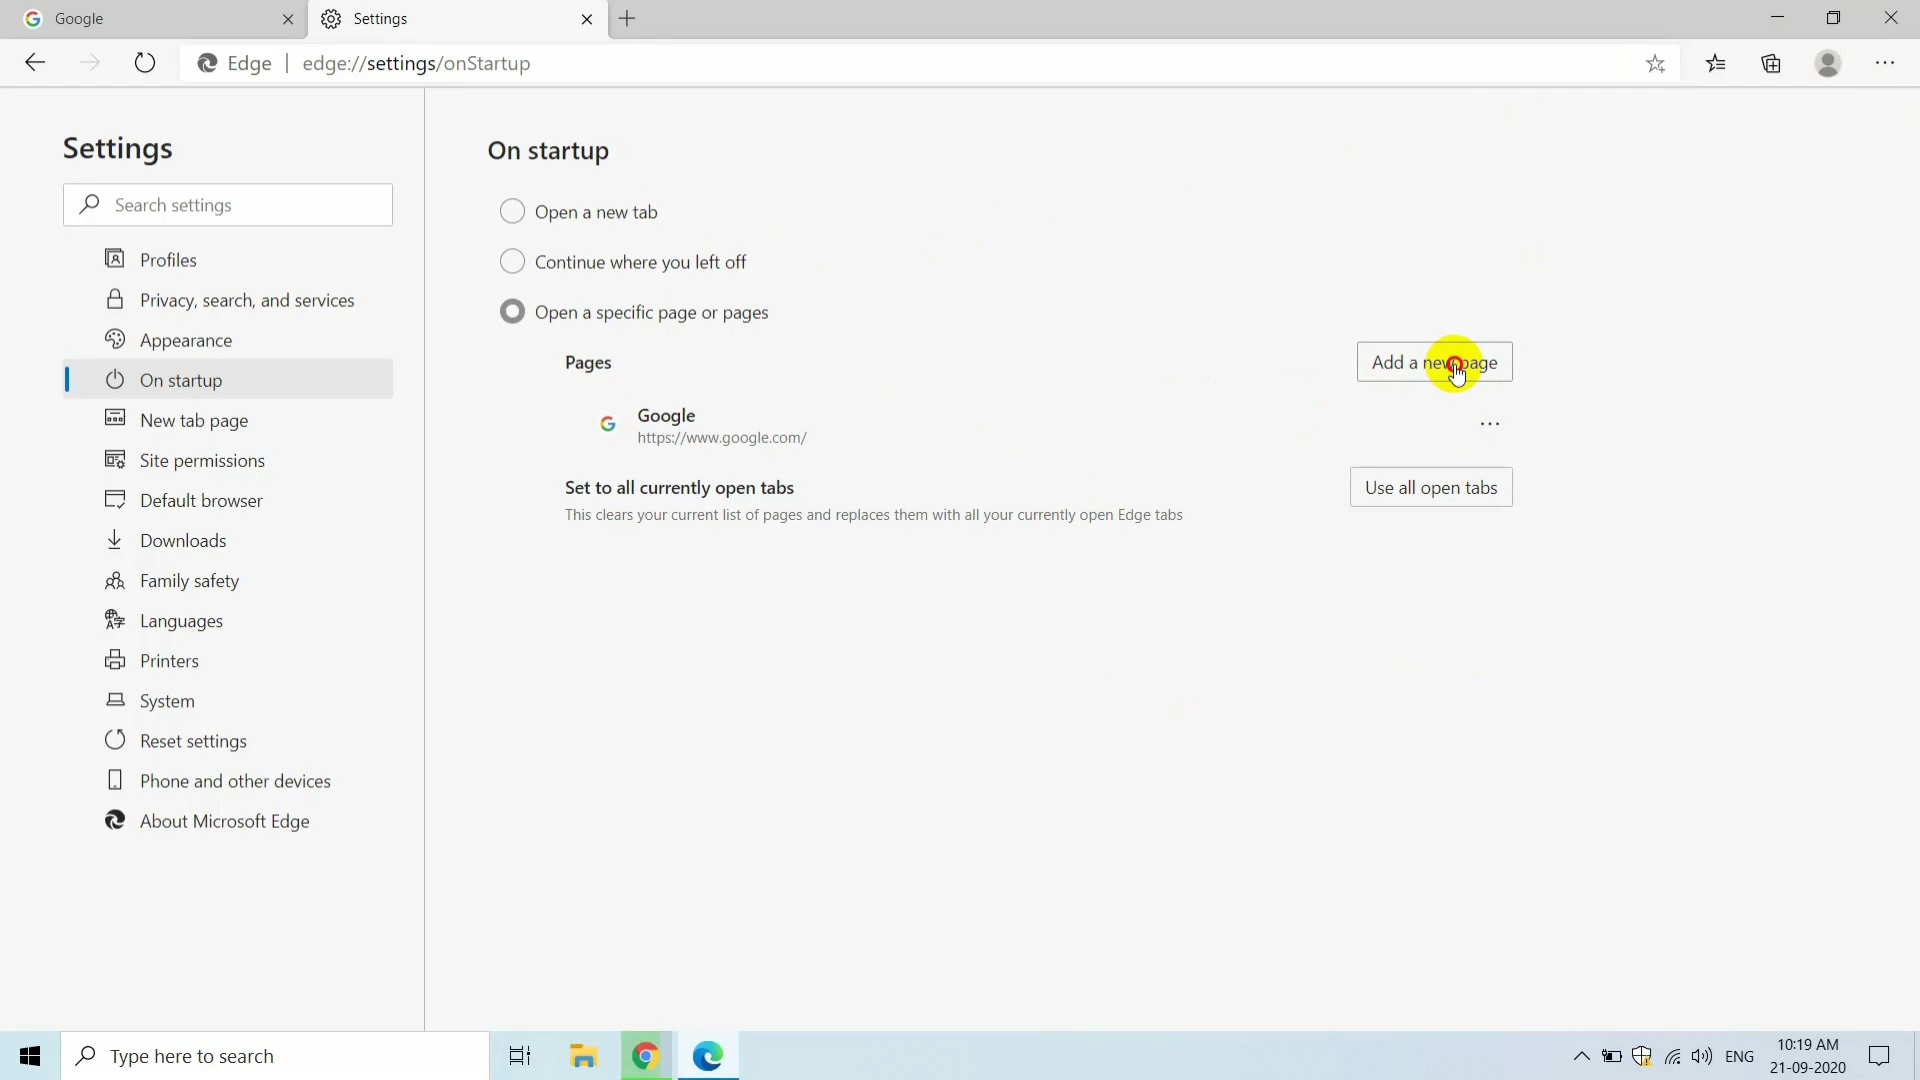 Google
Settings
Edge
edge://settings/onStartup
Settings
Search settings
Profiles
Privacy, search, and services
Appearance
On startup
New tab page
Site permissions
Default browser
Downloads
Family safety
Languages
Printers
System
Reset settings
Phone and other devices
About Microsoft Edge
On startup
Open a new tab
Continue where you left off
Open a specific page or pages
Pages
Add a new page
Google
https://www.google.com/
Set to all currently open tabs
Use all open tabs
This clears your current list of pages and replaces them with all your currently open Edge tabs
Type here to search
ENG
10:19 AM
21-09-2020